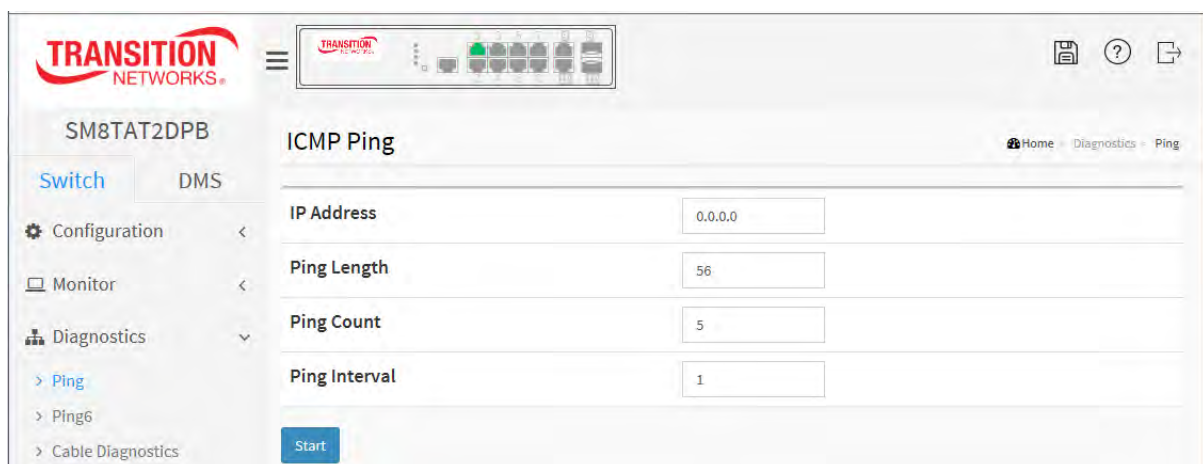 TRANSITION
NETWORKS®
TRANSITION
SM8TAT2DPB
Switch
DMS
Configuration
Monitor
Diagnostics
> Ping
> Ping6
> Cable Diagnostics
ICMP Ping
Home
Diagnostics
Ping
IP Address
0.0.0.0
Ping Length
56
Ping Count
5
Ping Interval
1
Start